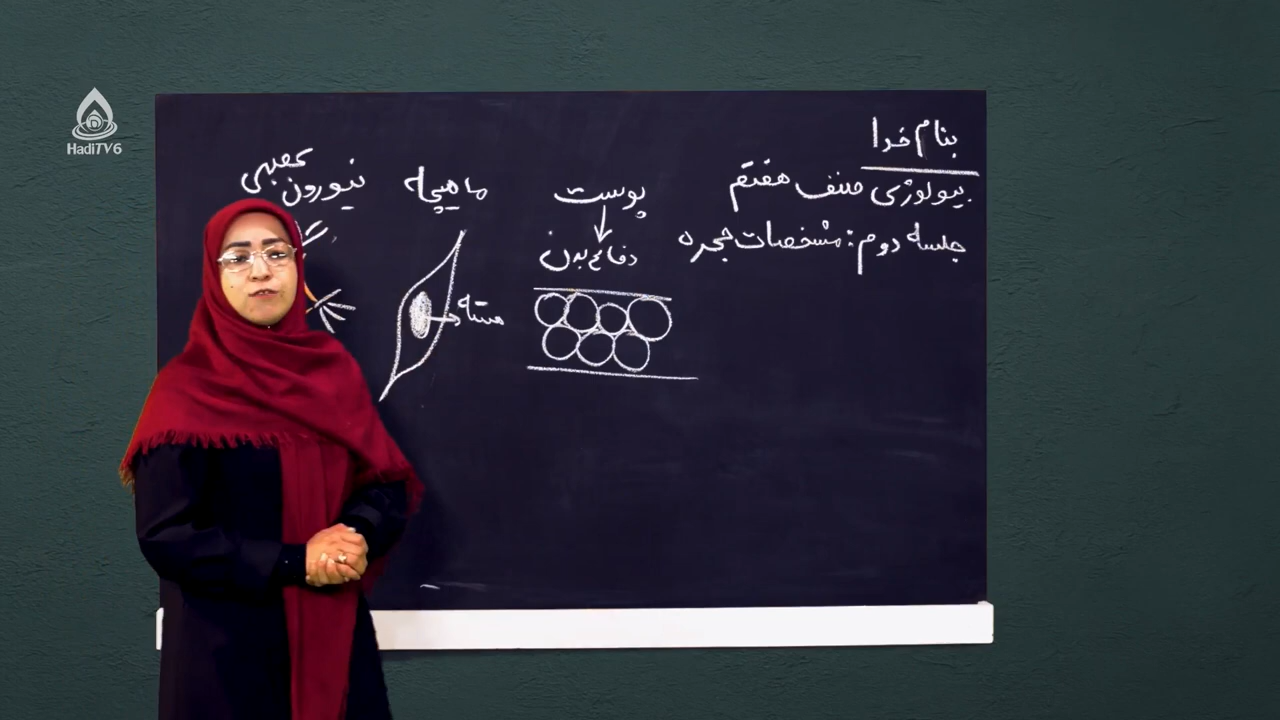 بنام خدا
بیولوژی صنف هفتم
جلسه دوم: مشخصات حجره
پوست
دفاع بدن
ماهیچه
هسته
نیورون عصبی
HadiTV6